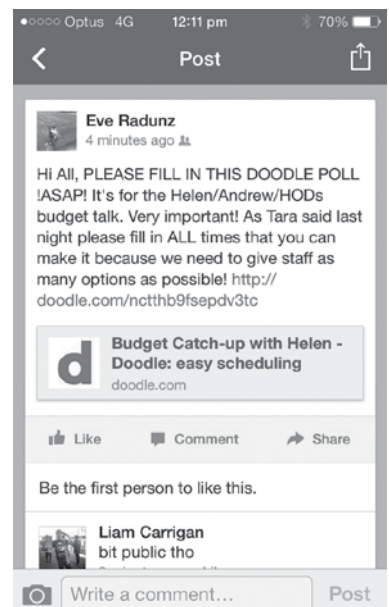 Optus 4G 12:11 pm 70%
Post
Eve Radunz
4 minutes ago
Hi All, PLEASE FILL IN THIS DOODLE POLL
!ASAP! It's for the Helen/Andrew/HODs
budget talk. Very important! As Tara said last
night please fill in ALL times that you can
make it because we need to give staff as
many options as possible! http://
doodle.com/nctthb9fsepdv3tc
d
Budget Catch-up with Helen -
Doodle: easy scheduling
doodle.com
Like Comment Share
Be the first person to like this.
Liam Carrigan
bit public tho
Write a comment... Post